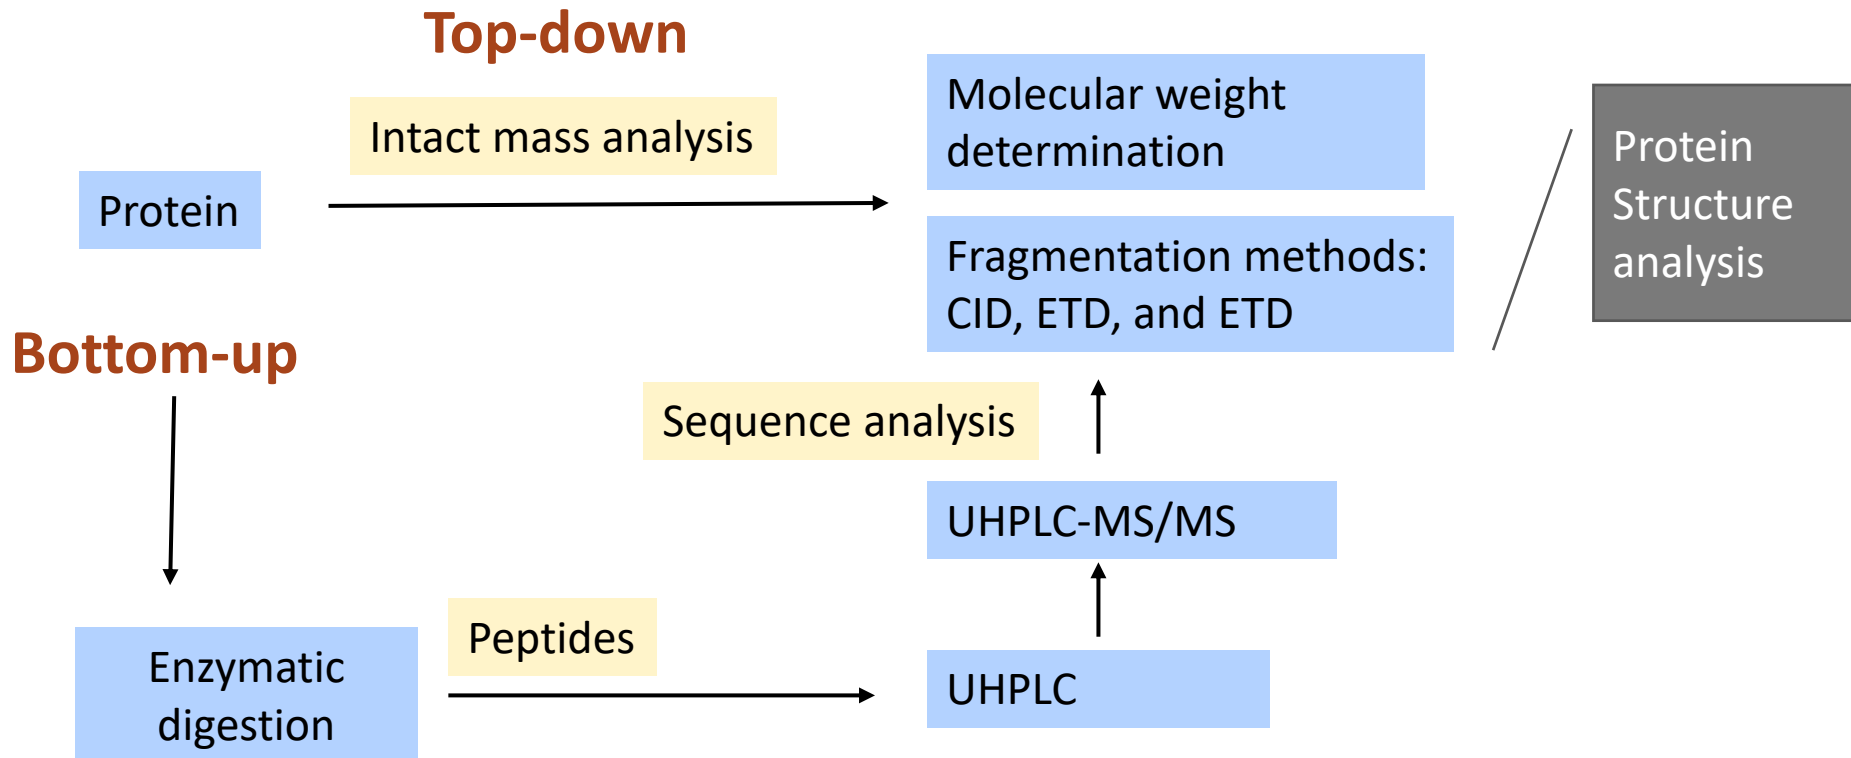 Top-down
Intact mass analysis
Protein
Molecular weight
determination
Fragmentation methods:
CID, ETD, and ETD
Protein
Structure
analysis
Bottom-up
Sequence analysis
UHPLC-MS/MS
Enzymatic
digestion
Peptides
UHPLC